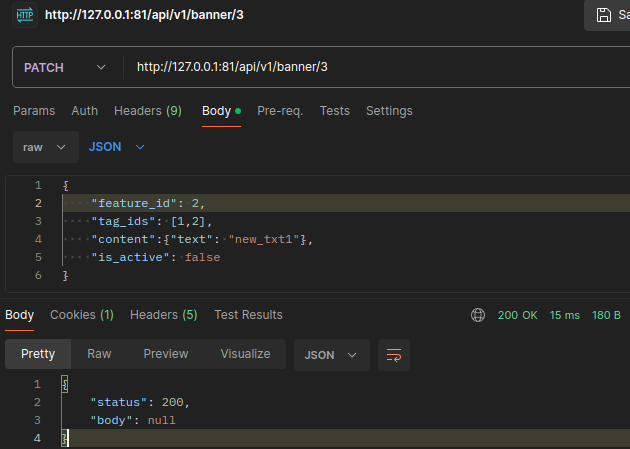 HTTP http://127.0.0.1:81/api/v1/banner/3 Sa
PATCH http://127.0.0.1:81/api/v1/banner/3
Params Auth Headers (9) Body Pre-req. Tests Settings
raw JSON
1 {
2 "feature_id": 2,
3 "tag_ids": [1,2],
4 "content":{"text": "new_txt1"},
5 "is_active": false
6 }
Body Cookies (1) Headers (5) Test Results 200 OK 15 ms 180 B
Pretty Raw Preview Visualize JSON
1 {
2 "status": 200,
3 "body": null
4 }